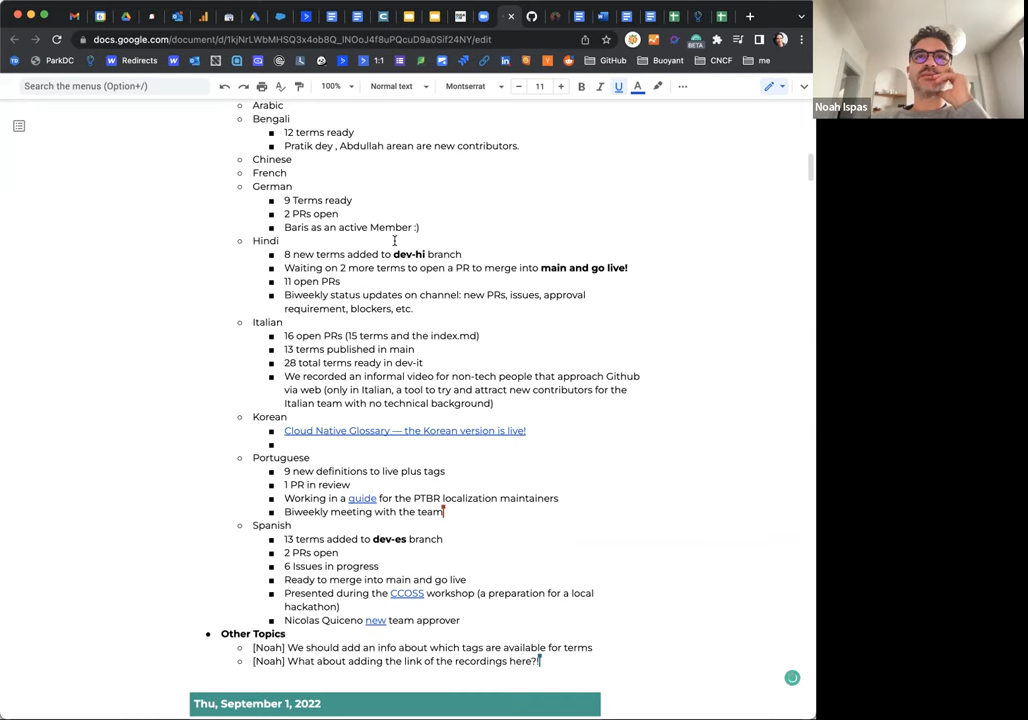 docs.google.com/document/d/1kjNrLWbMHSQ3x4ob8Q_lNOoJ4f8uPQcuD9a0Sif24NY/edit
ParkDC Redirects 1:1 GitHub Buoyant CNCF me
BETA
Search the menus (Option+/) 100% Normal text Montserrat 11 B I U A
Noah Ispas
Arabic
Bengali
12 terms ready
Pratik dey , Abdullah arean are new contributors.
Chinese
French
German
9 Terms ready
2 PRs open
Baris as an active Member :)
Hindi
8 new terms added to dev-hi branch
Waiting on 2 more terms to open a PR to merge into main and go live!
11 open PRs
Biweekly status updates on channel: new PRs, issues, approval
requirement, blockers, etc.
Italian
16 open PRs (15 terms and the index.md)
13 terms published in main
28 total terms ready in dev-it
We recorded an informal video for non-tech people that approach Github
via web (only in Italian, a tool to try and attract new contributors for the
Italian team with no technical background)
Korean
Cloud Native Glossary — the Korean version is live!
Portuguese
9 new definitions to live plus tags
1 PR in review
Working in a guide for the PTBR localization maintainers
Biweekly meeting with the team
Spanish
13 terms added to dev-es branch
2 PRs open
6 Issues in progress
Ready to merge into main and go live
Presented during the CCOSS workshop (a preparation for a local
hackathon)
Nicolas Quiceno new team approver
Other Topics
[Noah] We should add an info about which tags are available for terms
[Noah] What about adding the link of the recordings here?!
Thu, September 1, 2022